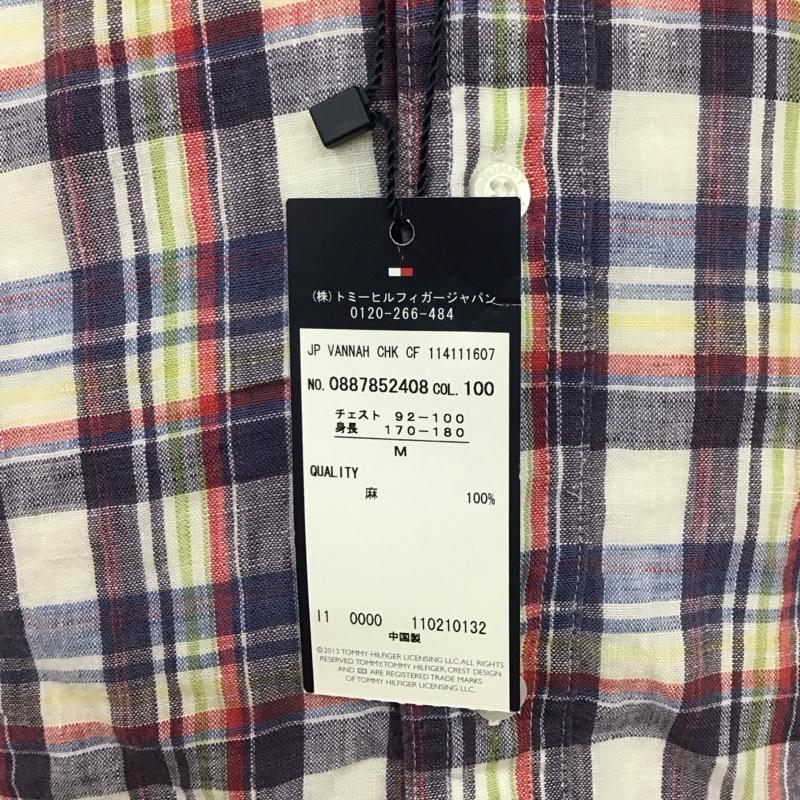 TOMMY
(株)トミーヒルフィガージャパン
0120-266-484
JP VANNAH CHK CF 114111607
NO. 0887852408 COL. 100
チェスト 92-100
身長 170-180
M
QUALITY
麻 100%
I1 0000 110210132
中国製
©2013 TOMMY HILFIGER LICENSING LLC. ALL RIGHTS
RESERVED. TOMMY, TOMMY HILFIGER, CREST DESIGN
AND ARE REGISTERED TRADE MARKS
OF TOMMY HILFIGER LICENSING LLC.